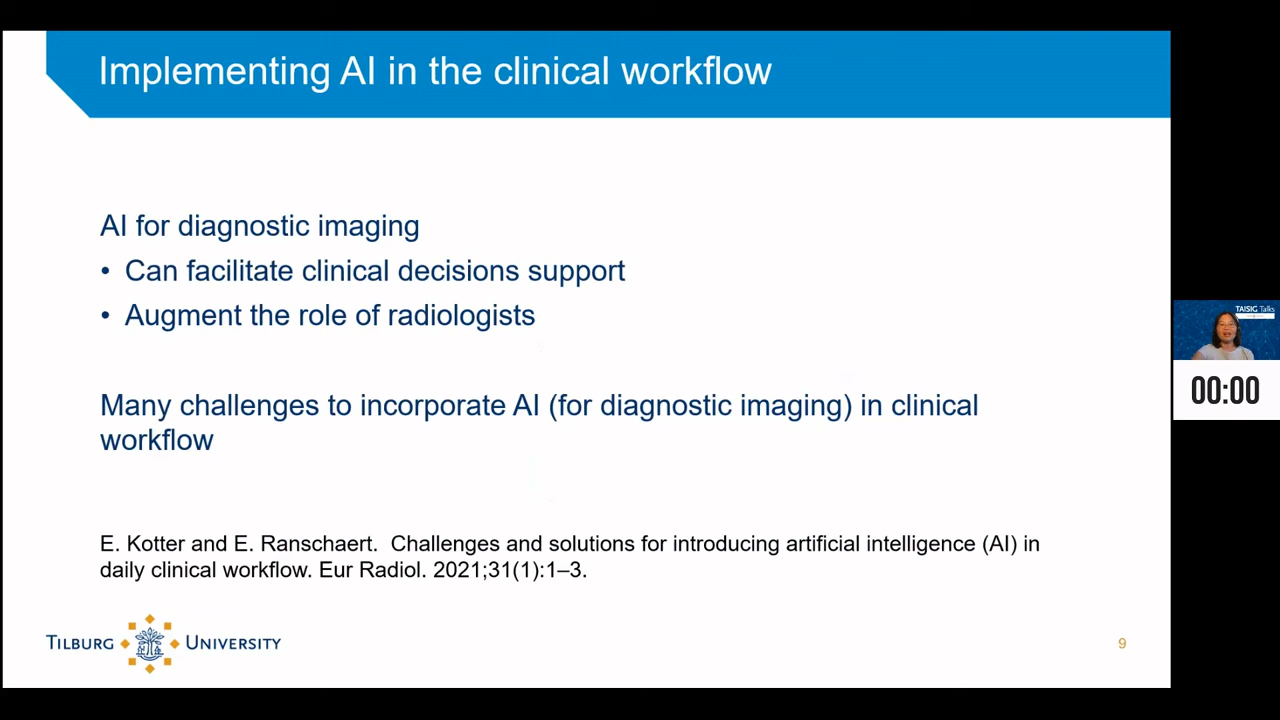 Implementing AI in the clinical workflow
AI for diagnostic imaging
• Can facilitate clinical decisions support
• Augment the role of radiologists
Many challenges to incorporate AI (for diagnostic imaging) in clinical
workflow
E. Kotter and E. Ranschaert.  Challenges and solutions for introducing artificial intelligence (AI) in
daily clinical workflow. Eur Radiol. 2021;31(1):1–3.
TILBURG UNIVERSITY
9
TAISIG Talks
00:00